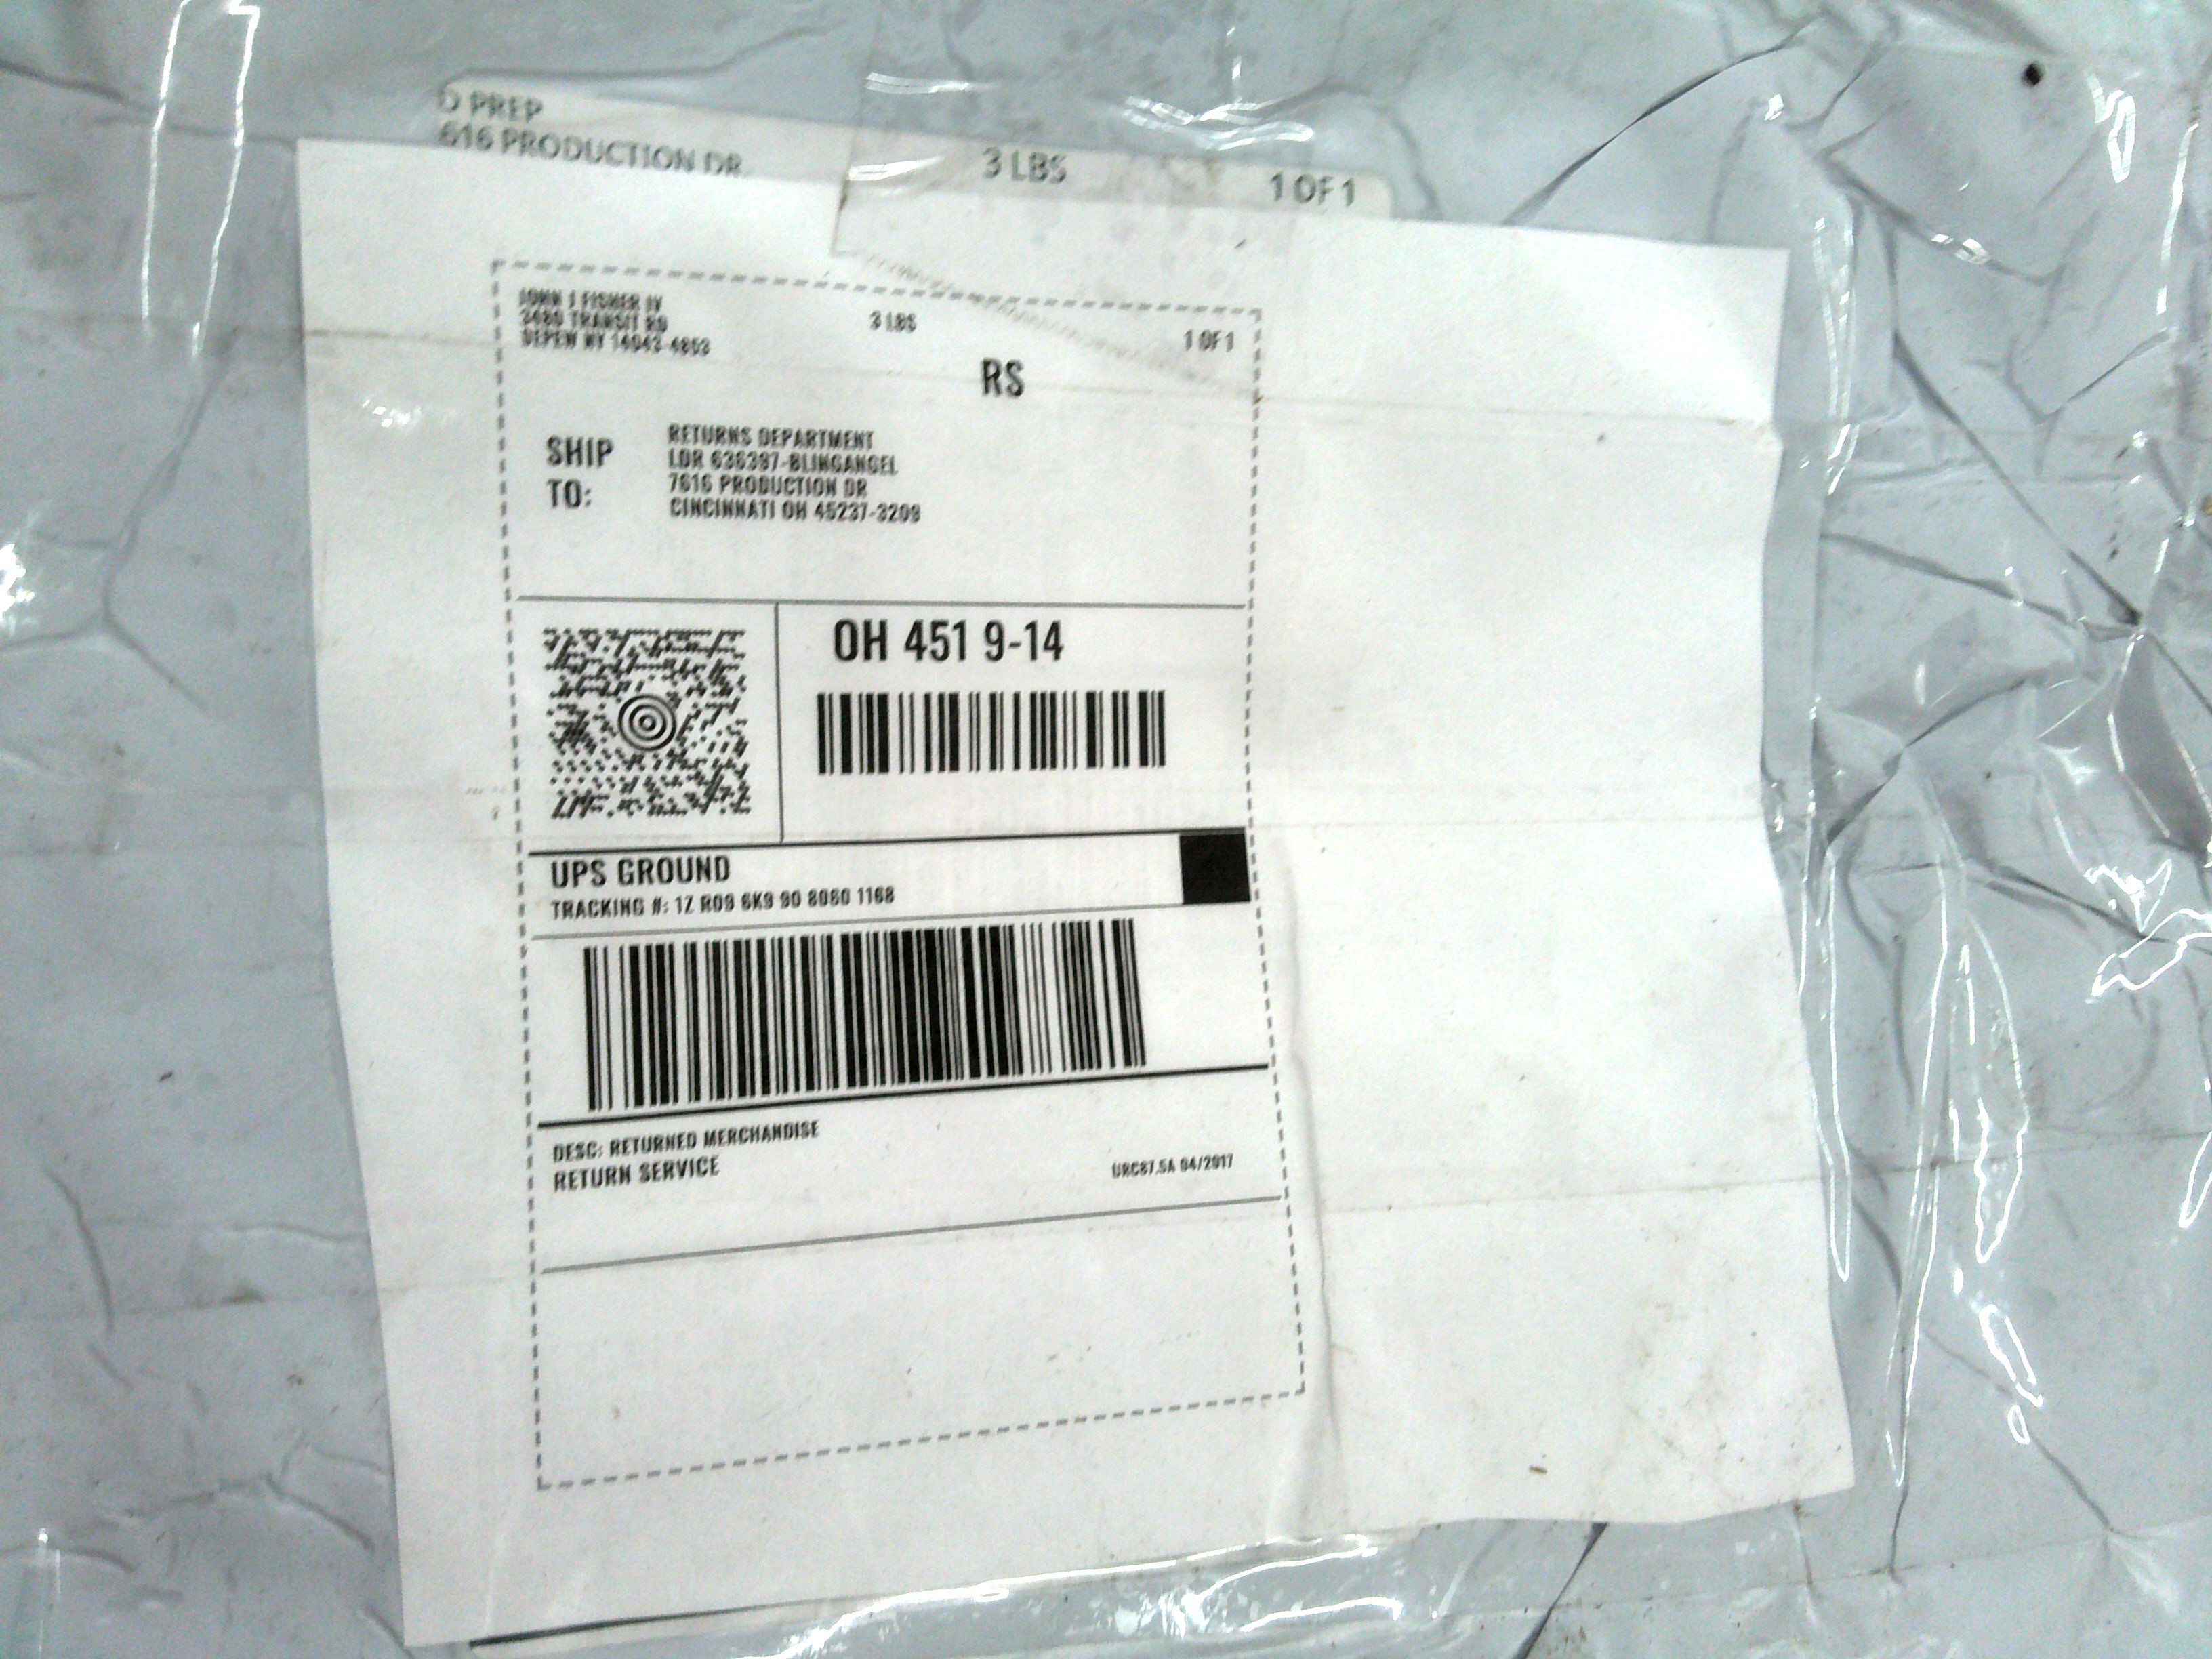 D PREP
616 PRODUCTION DR
3 LBS
1 OF 1
JOHN J FISHER IV
3480 TRANSIT RD
DEPEW NY 14043-4853
3 LBS
1 OF 1
RS
SHIP TO:
RETURNS DEPARTMENT
LDR 636397-BLINGANGEL
7616 PRODUCTION DR
CINCINNATI OH 45237-3209
OH 451 9-14
UPS GROUND
TRACKING #: 1Z R09 6K9 90 8060 1168
DESC: RETURNED MERCHANDISE
RETURN SERVICE
URC87.5A 04/2017